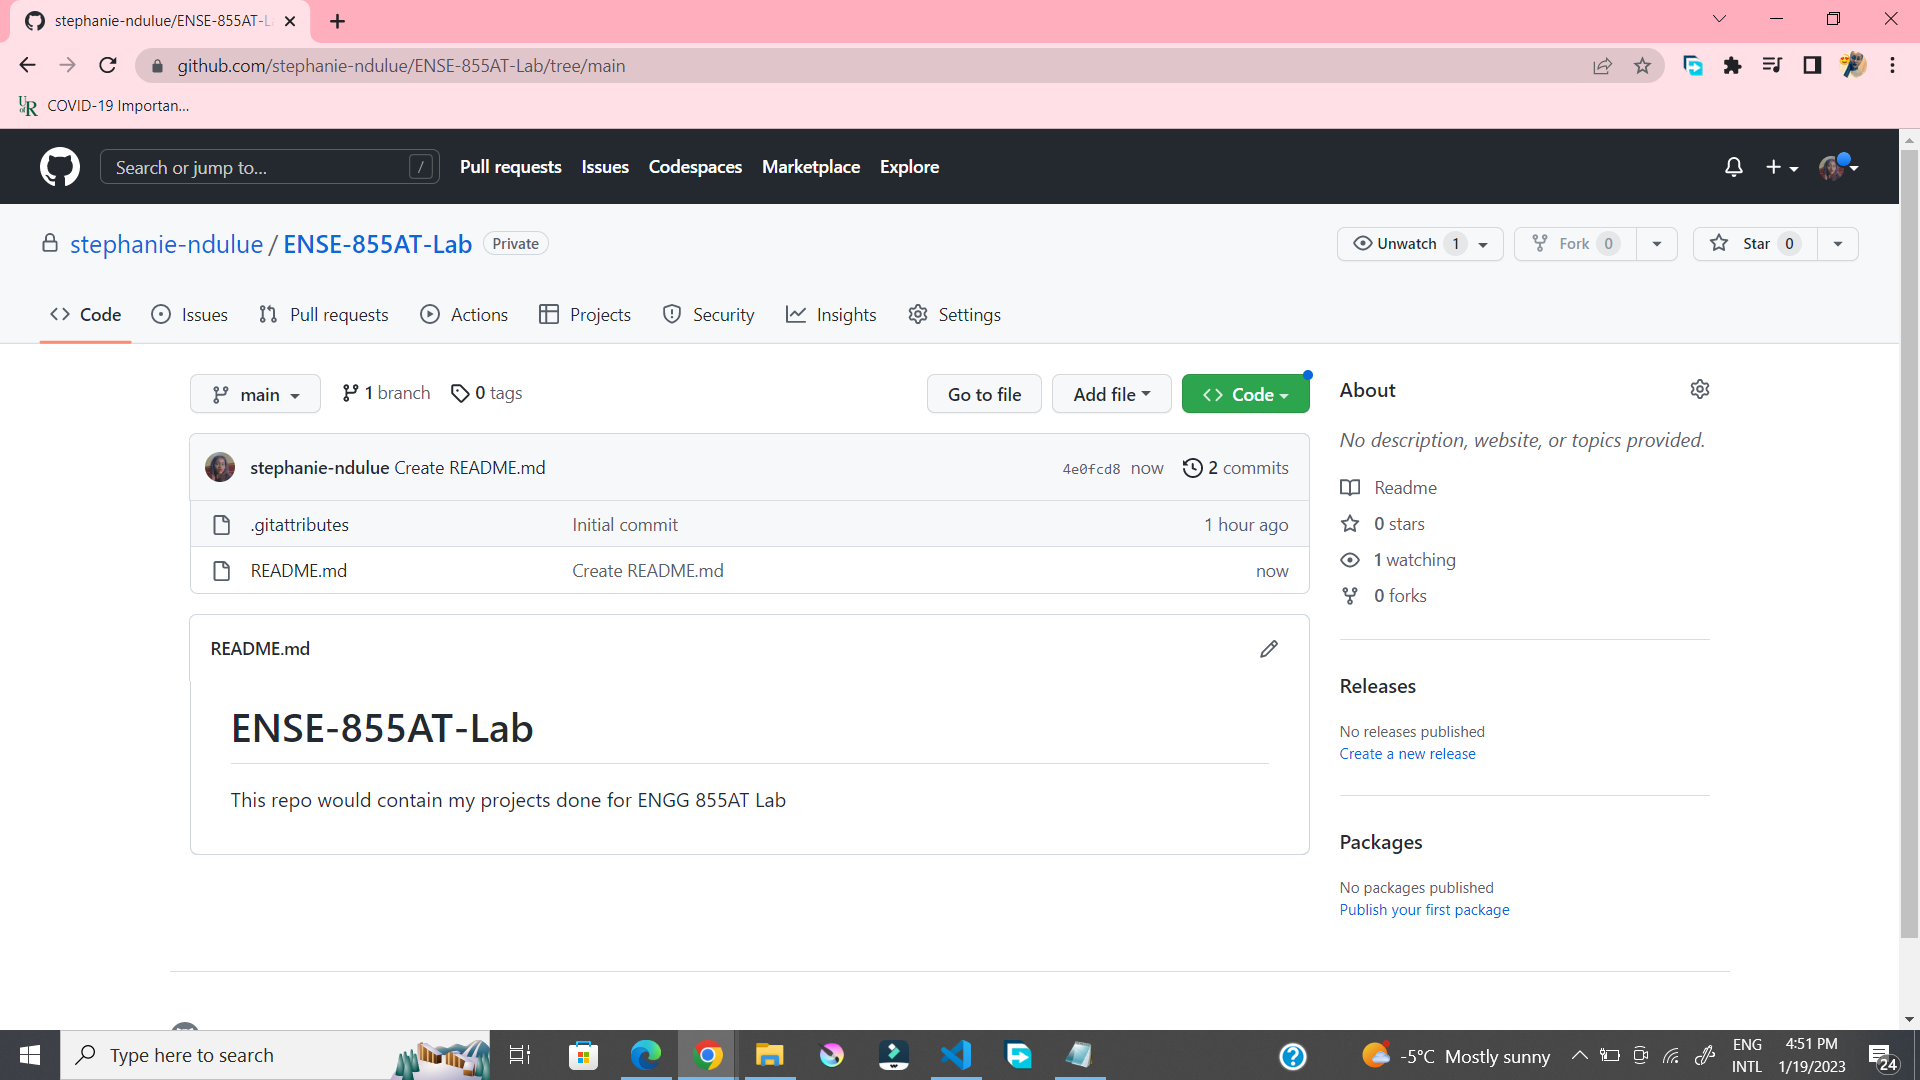 stephanie-ndulue/ENSE-855AT-L
github.com/stephanie-ndulue/ENSE-855AT-Lab/tree/main
UofR COVID-19 Importan...
Search or jump to... / Pull requests Issues Codespaces Marketplace Explore
stephanie-ndulue / ENSE-855AT-Lab Private Unwatch 1 Fork 0 Star 0
Code Issues Pull requests Actions Projects Security Insights Settings
main 1 branch 0 tags Go to file Add file Code
stephanie-ndulue Create README.md 4e0fcd8 now 2 commits
.gitattributes Initial commit 1 hour ago
README.md Create README.md now
README.md
ENSE-855AT-Lab
This repo would contain my projects done for ENGG 855AT Lab
About
No description, website, or topics provided.
Readme
0 stars
1 watching
0 forks
Releases
No releases published
Create a new release
Packages
No packages published
Publish your first package
Type here to search
-5°C Mostly sunny
ENG
INTL
4:51 PM
1/19/2023
24